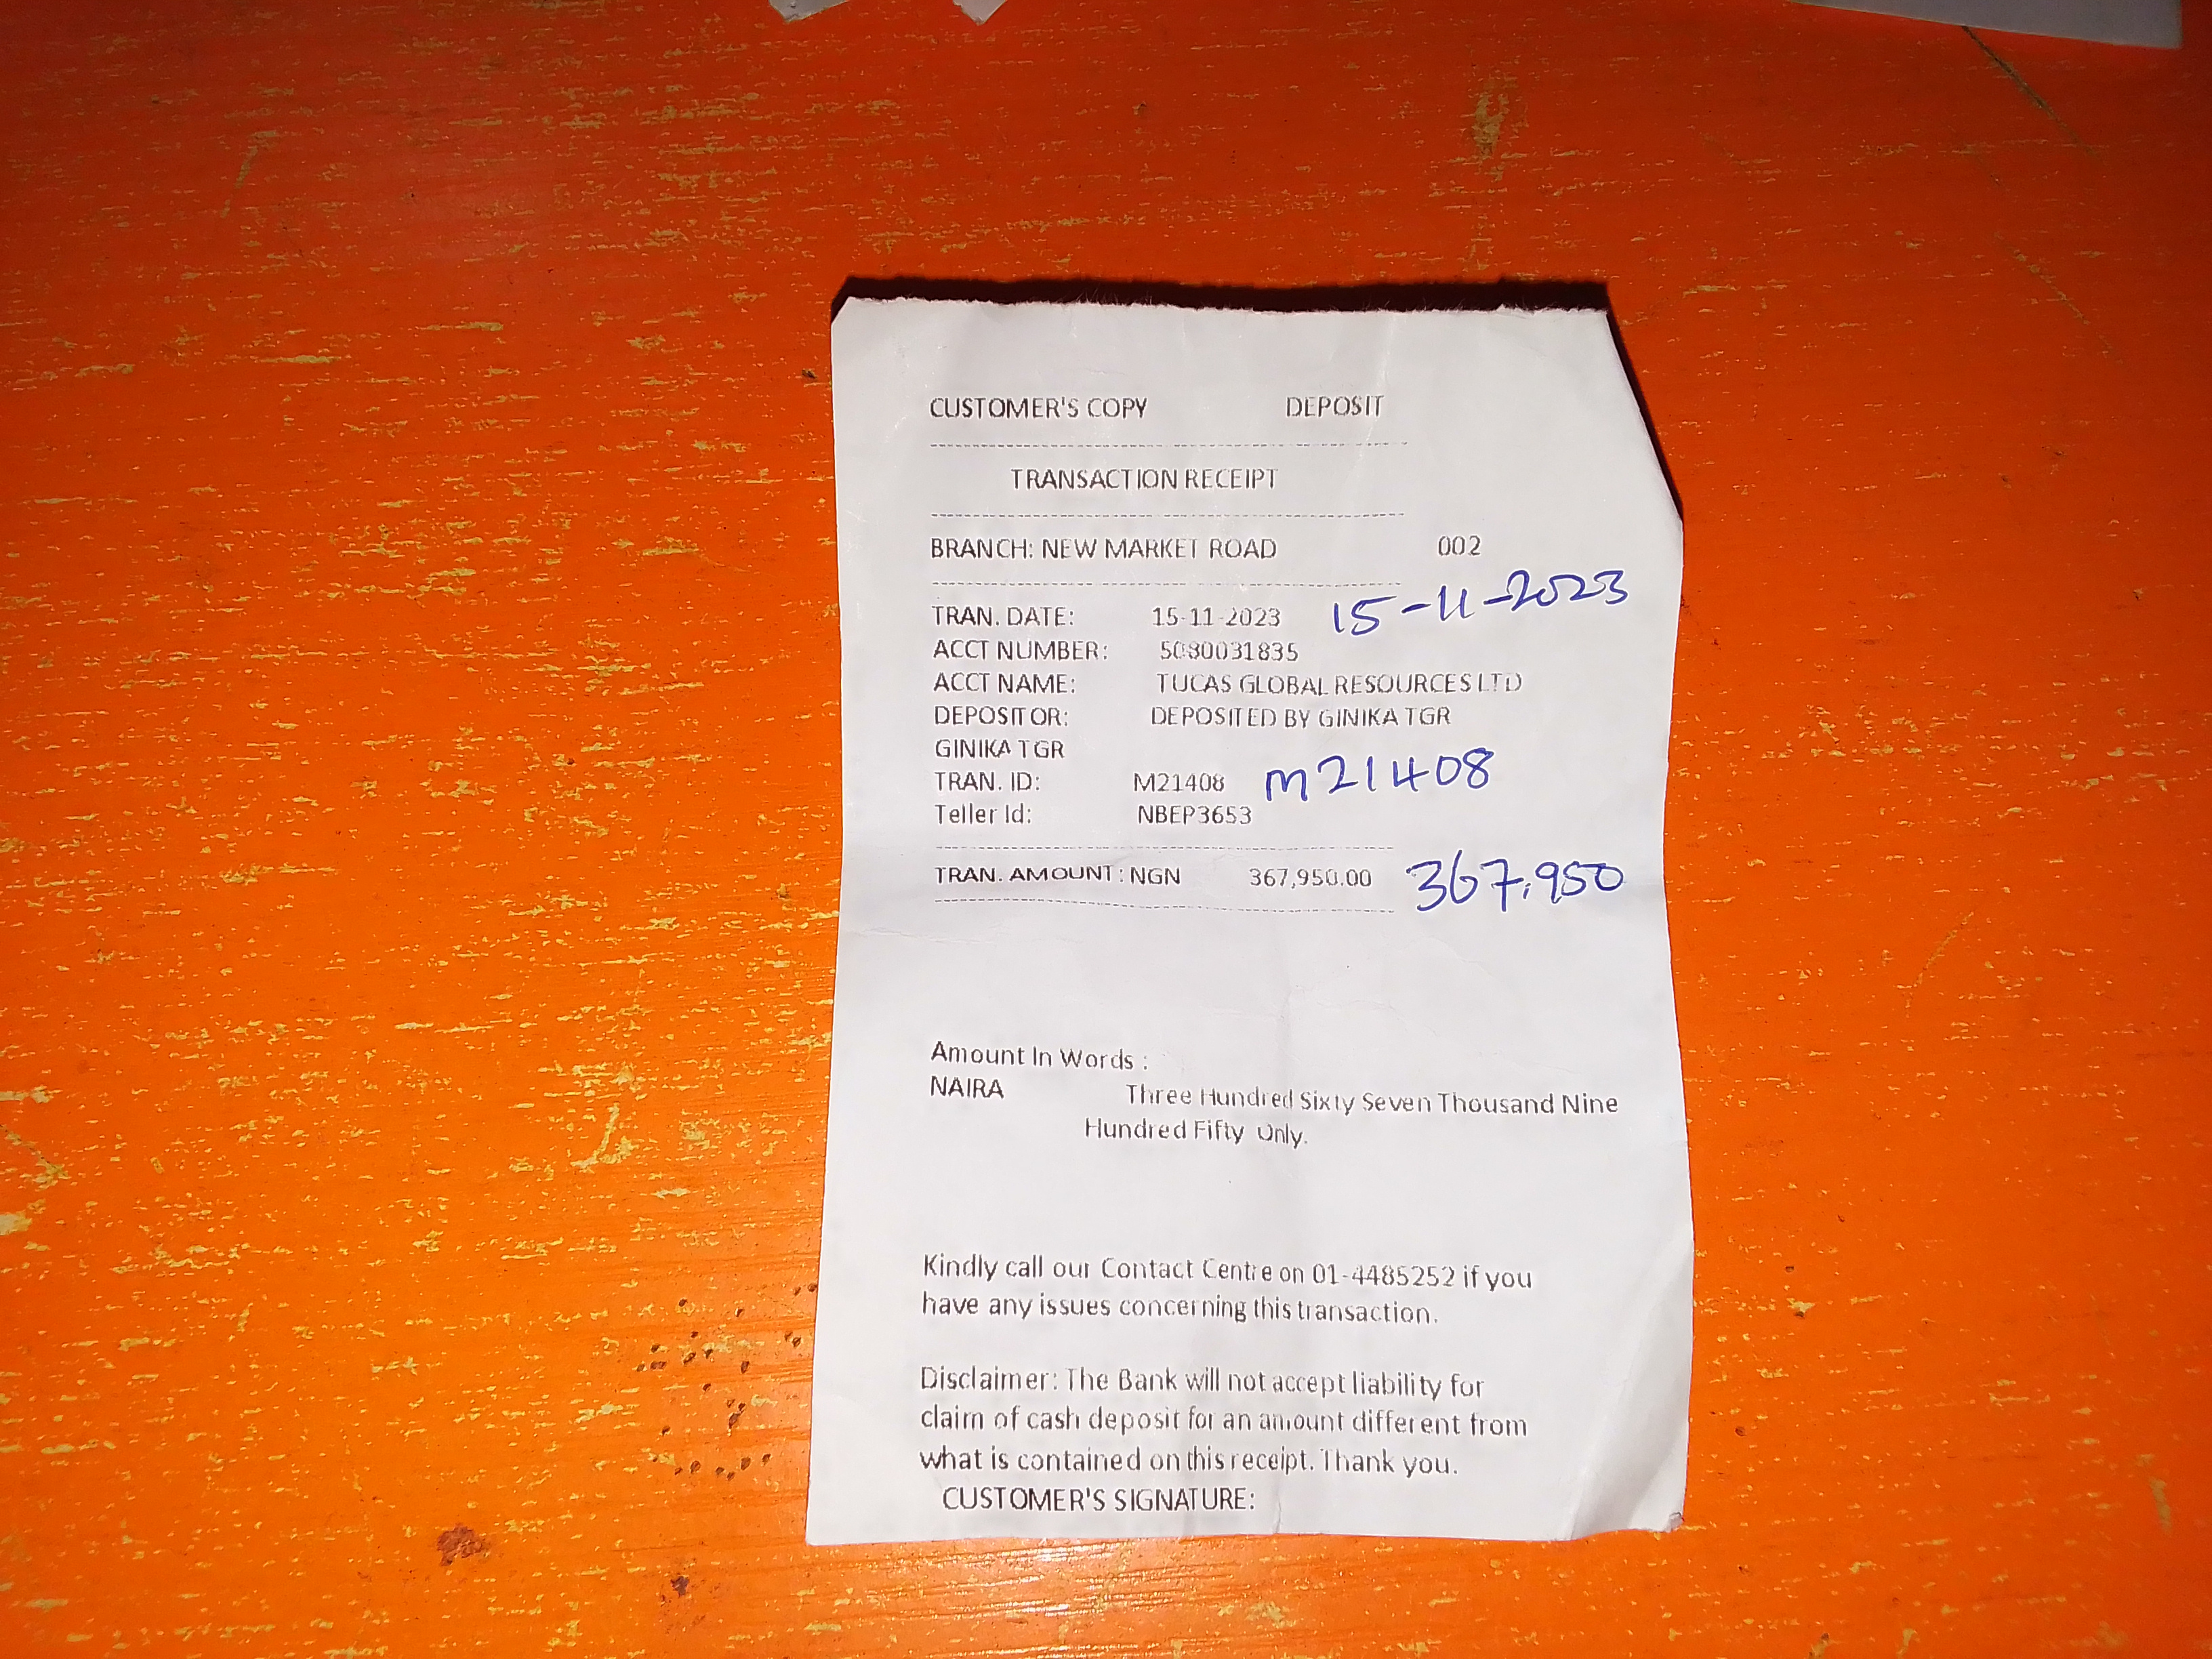 CUSTOMER'S COPY DEPOSIT
TRANSACTION RECEIPT
BRANCH: NEW MARKET ROAD 002
TRAN. DATE: 15-11-2023 15-11-2023
ACCT NUMBER: 5080031835
ACCT NAME: TUCAS GLOBAL RESOURCES LTD
DEPOSITOR: DEPOSITED BY GINIKA TGR
GINIKA TGR
TRAN. ID: M21408 M21408
Teller Id: NBEP3653
TRAN. AMOUNT: NGN 367,950.00 367,950
Amount In Words :
NAIRA Three Hundred Sixty Seven Thousand Nine
Hundred Fifty Only.
Kindly call our Contact Centre on 01-4485252 if you
have any issues concerning this transaction.
Disclaimer: The Bank will not accept liability for
claim of cash deposit for an amount different from
what is contained on this receipt. Thank you.
CUSTOMER'S SIGNATURE: